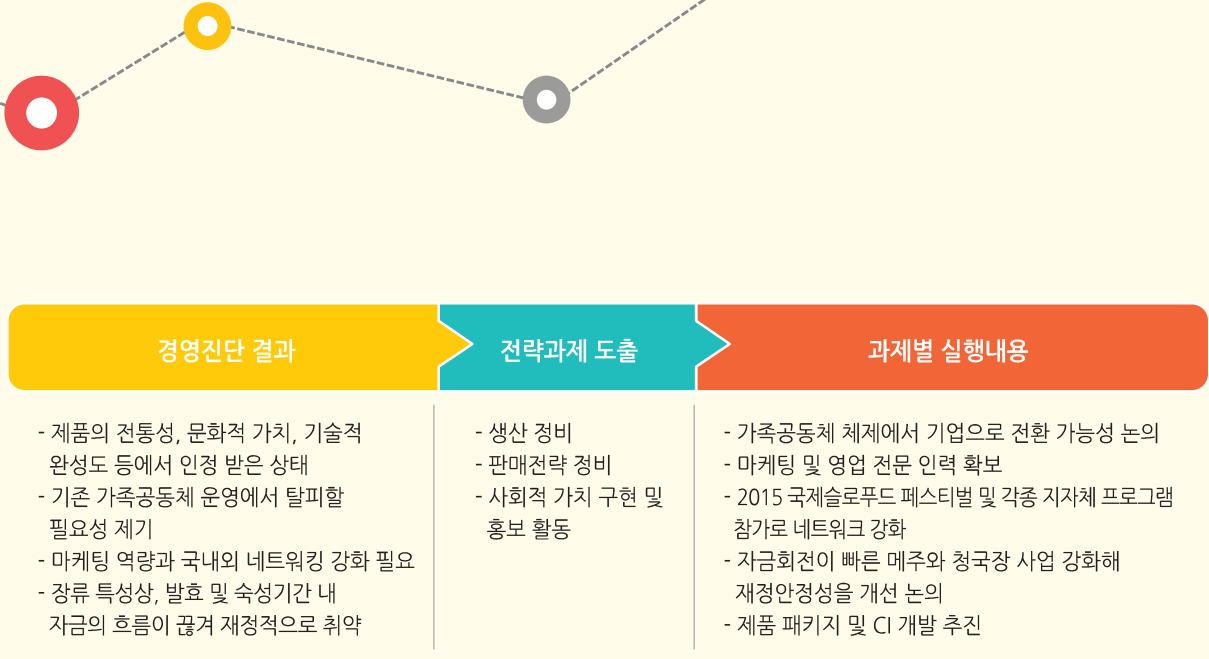 경영진단 결과
- 제품의 전통성, 문화적 가치, 기술적
완성도 등에서 인정 받은 상태
- 기존 가족공동체 운영에서 탈피할
필요성 제기
- 마케팅 역량과 국내외 네트워킹 강화 필요
- 장류 특성상, 발효 및 숙성기간 내
자금의 흐름이 끊겨 재정적으로 취약
전략과제 도출
- 생산 정비
- 판매전략 정비
- 사회적 가치 구현 및
홍보 활동
과제별 실행내용
- 가족공동체 체제에서 기업으로 전환 가능성 논의
- 마케팅 및 영업 전문 인력 확보
- 2015 국제슬로푸드 페스티벌 및 각종 지자체 프로그램
참가로 네트워크 강화
- 자금회전이 빠른 메주와 청국장 사업 강화해
재정안정성을 개선 논의
- 제품 패키지 및 CI 개발 추진